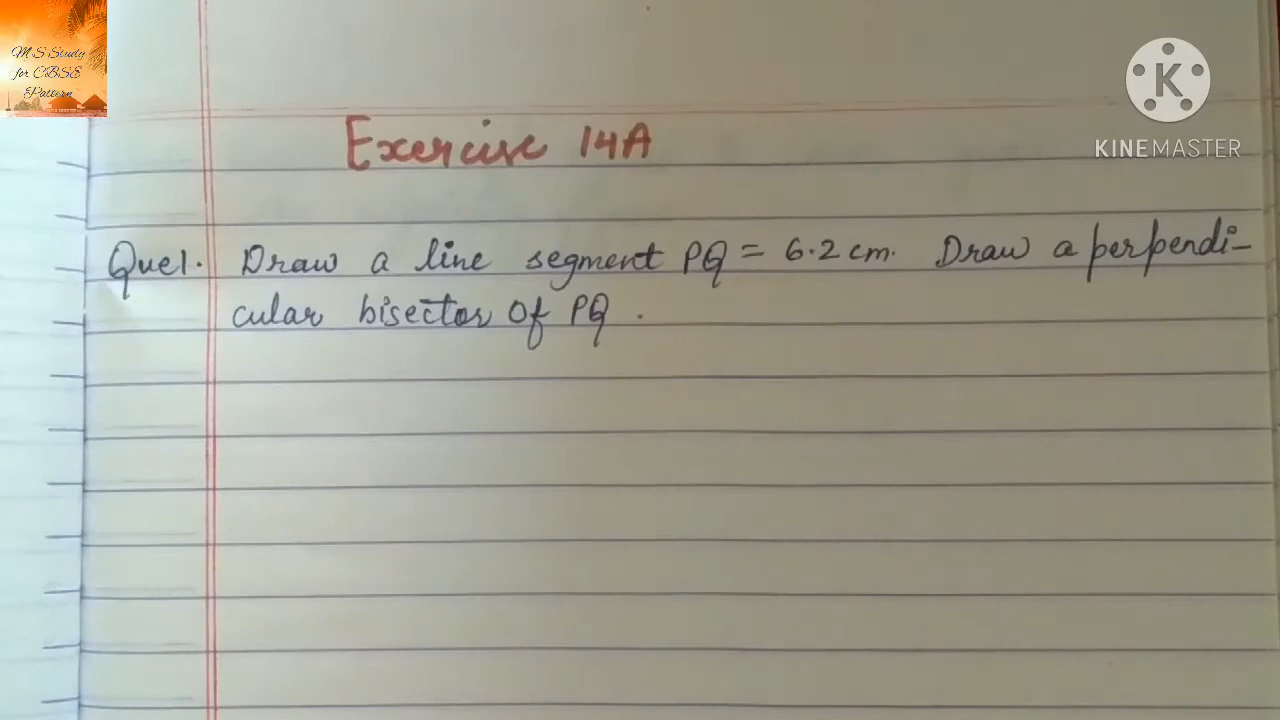 M S Study
for CBSE
Pattern
K
KINEMASTER
Exercise 14A
Que1. Draw a line segment PQ = 6.2 cm. Draw a perpendi-
cular bisector of PQ.